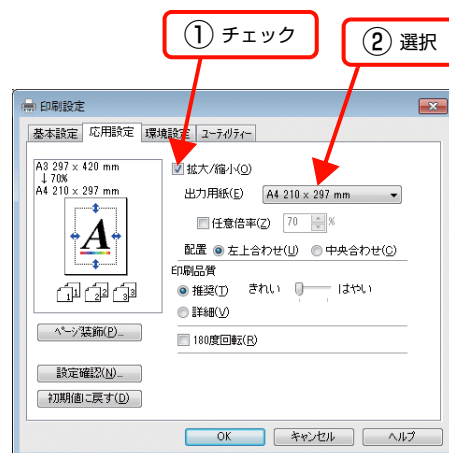 ① チェック
② 選択
印刷設定
基本設定 応用設定 環境設定 ユーティリティー
A3 297 x 420 mm
↓70%
A4 210 x 297 mm
A
1 1 2 2 3 3
ページ装飾(P)...
設定確認(N)...
初期値に戻す(D)
拡大/縮小(O)
出力用紙(E) A4 210 x 297 mm
任意倍率(Z) 70 %
配置 左上合わせ(U) 中央合わせ(C)
印刷品質
推奨(T) きれい はやい
詳細(V)
180度回転(R)
OK キャンセル ヘルプ